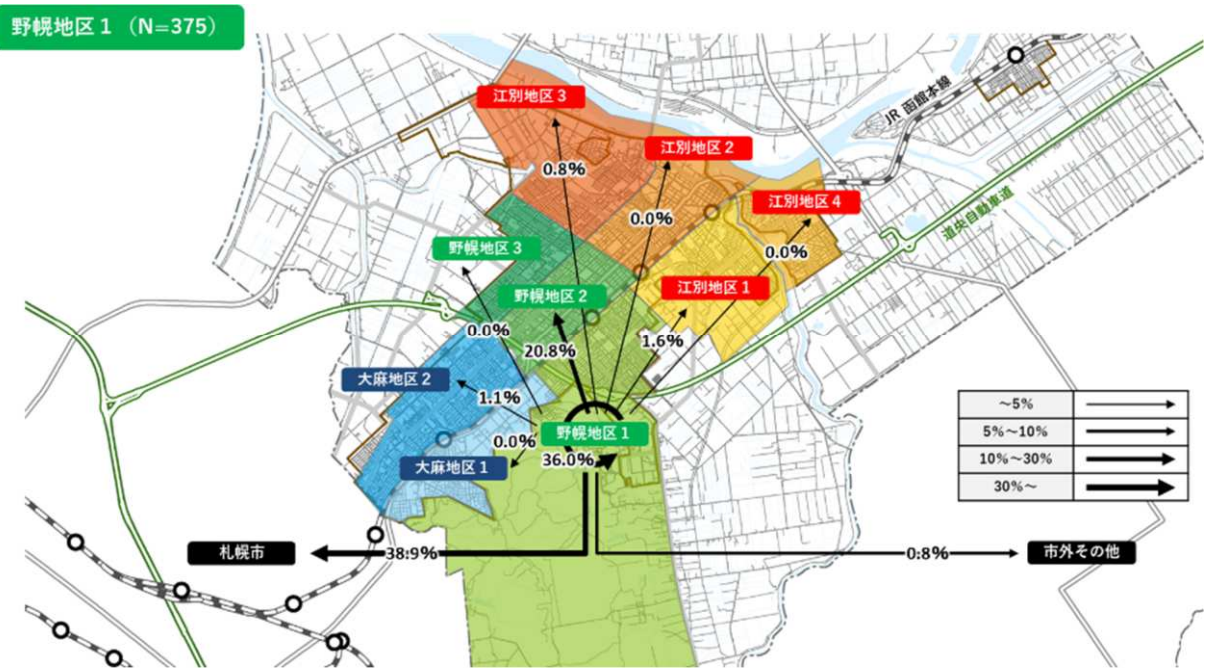 野幌地区１（N=375）
江別地区３
JR 函館本線
江別地区２
0.8%
江別地区４
0.0%
道央自動車道
野幌地区３
0.0%
江別地区１
野幌地区２
0.0%
1.6%
20.8%
大麻地区２
1.1%
～5%
5%～10%
10%～30%
30%～
野幌地区１
0.0%
36.0%
大麻地区１
札幌市
38.9%
0.8%
市外その他